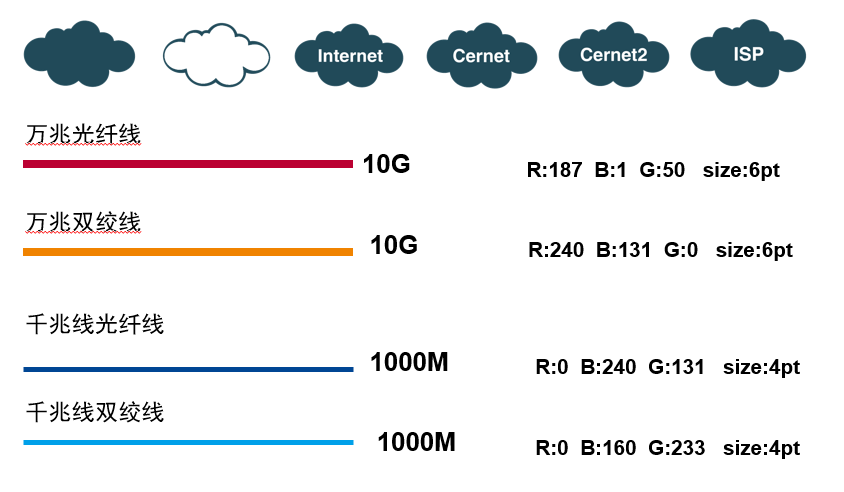 Internet Cernet Cernet2 ISP
万兆光纤线
10G R:187 B:1 G:50 size:6pt
万兆双绞线
10G R:240 B:131 G:0 size:6pt
千兆线光纤线
1000M R:0 B:240 G:131 size:4pt
千兆线双绞线
1000M R:0 B:160 G:233 size:4pt